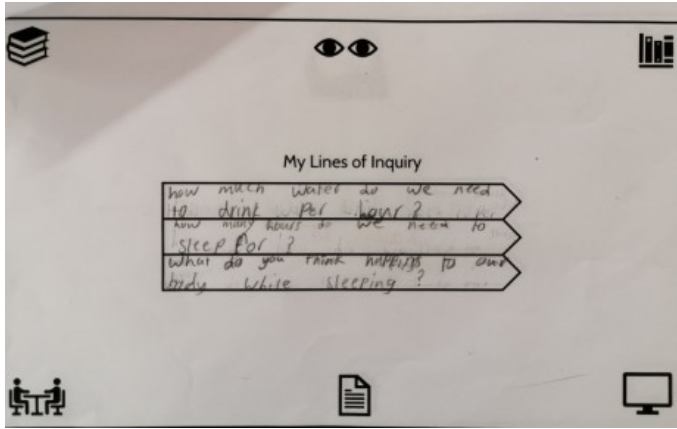 My Lines of Inquiry
how much water do we need
to drink per hour?
how many hours do we need to
sleep for?
what do you think happens to our
body while sleeping?